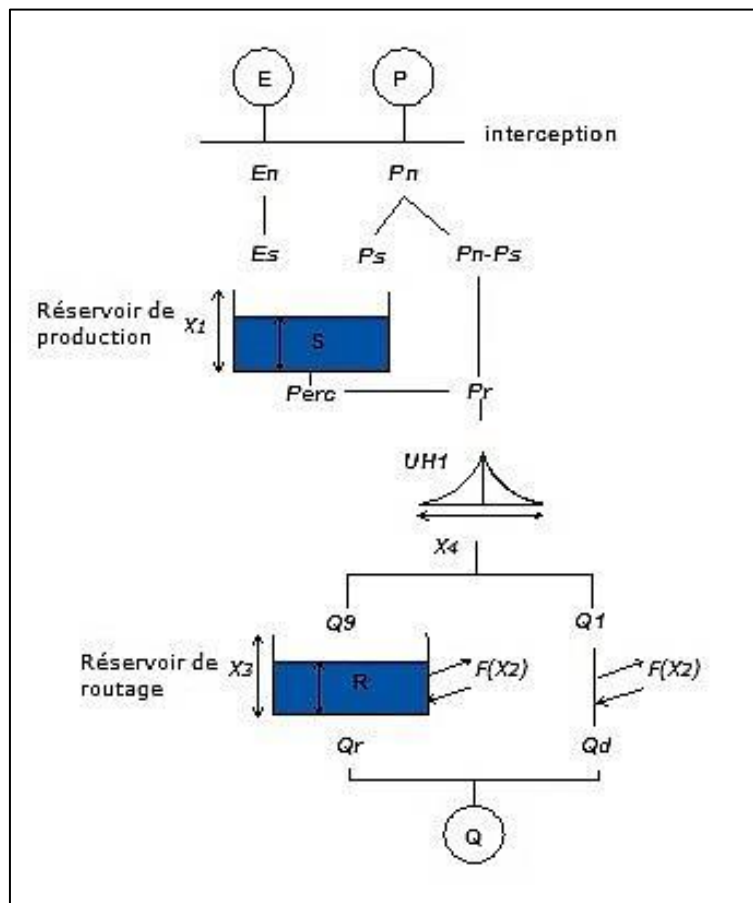 E P
interception
En Pn
Es Ps Pn-Ps
Réservoir de
production
X1
S
Perc Pr
UH1
X4
Q9 Q1
Réservoir de
routage
X3
R
F(X2) F(X2)
Qr Qd
Q